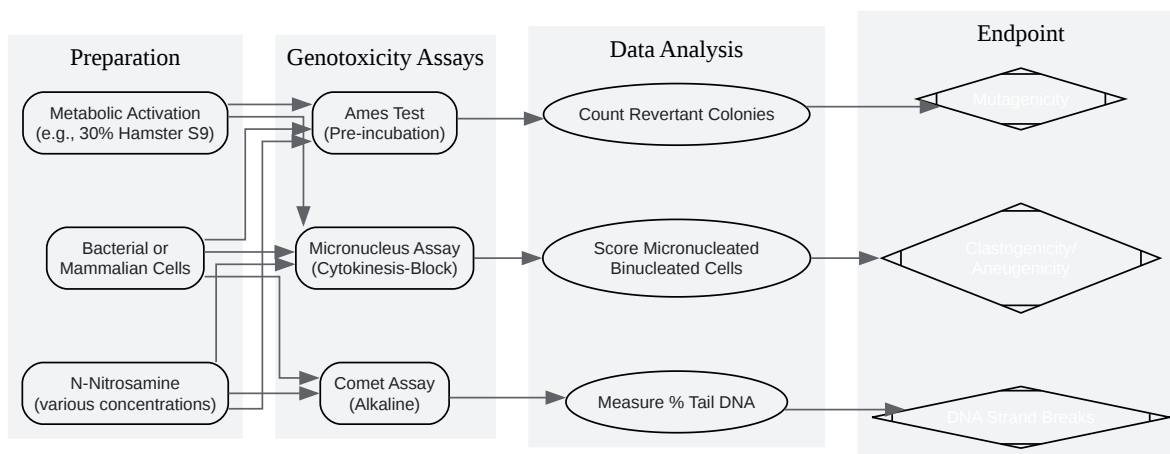 Preparation
Metabolic Activation
(e.g., 30% Hamster S9)
Bacterial or
Mammalian Cells
N-Nitrosamine
(various concentrations)
Genotoxicity Assays
Ames Test
(Pre-incubation)
Micronucleus Assay
(Cytokinesis-Block)
Comet Assay
(Alkaline)
Data Analysis
Count Revertant Colonies
Score Micronucleated
Binucleated Cells
Measure % Tail DNA
Endpoint
Mutagenicity
Clastogenicity/
Aneugenicity
DNA Strand Breaks